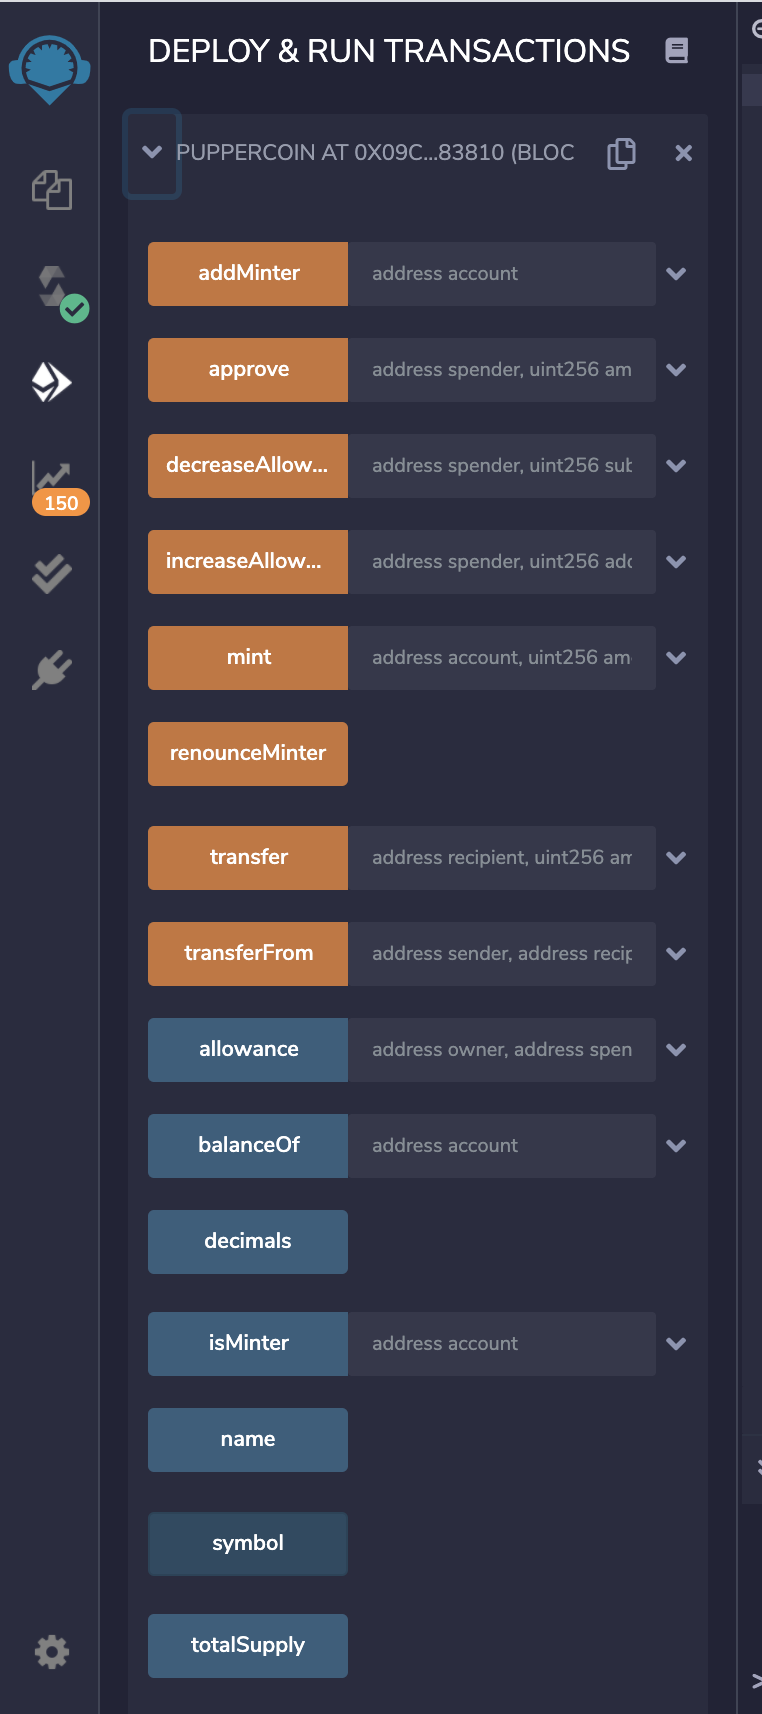 DEPLOY & RUN TRANSACTIONS
PUPPERCOIN AT 0X09C...83810 (BLOC
addMinter address account
approve address spender, uint256 am
decreaseAllow... address spender, uint256 sub
increaseAllow... address spender, uint256 add
150
mint address account, uint256 am
renounceMinter
transfer address recipient, uint256 am
transferFrom address sender, address recip
allowance address owner, address spen
balanceOf address account
decimals
isMinter address account
name
symbol
totalSupply